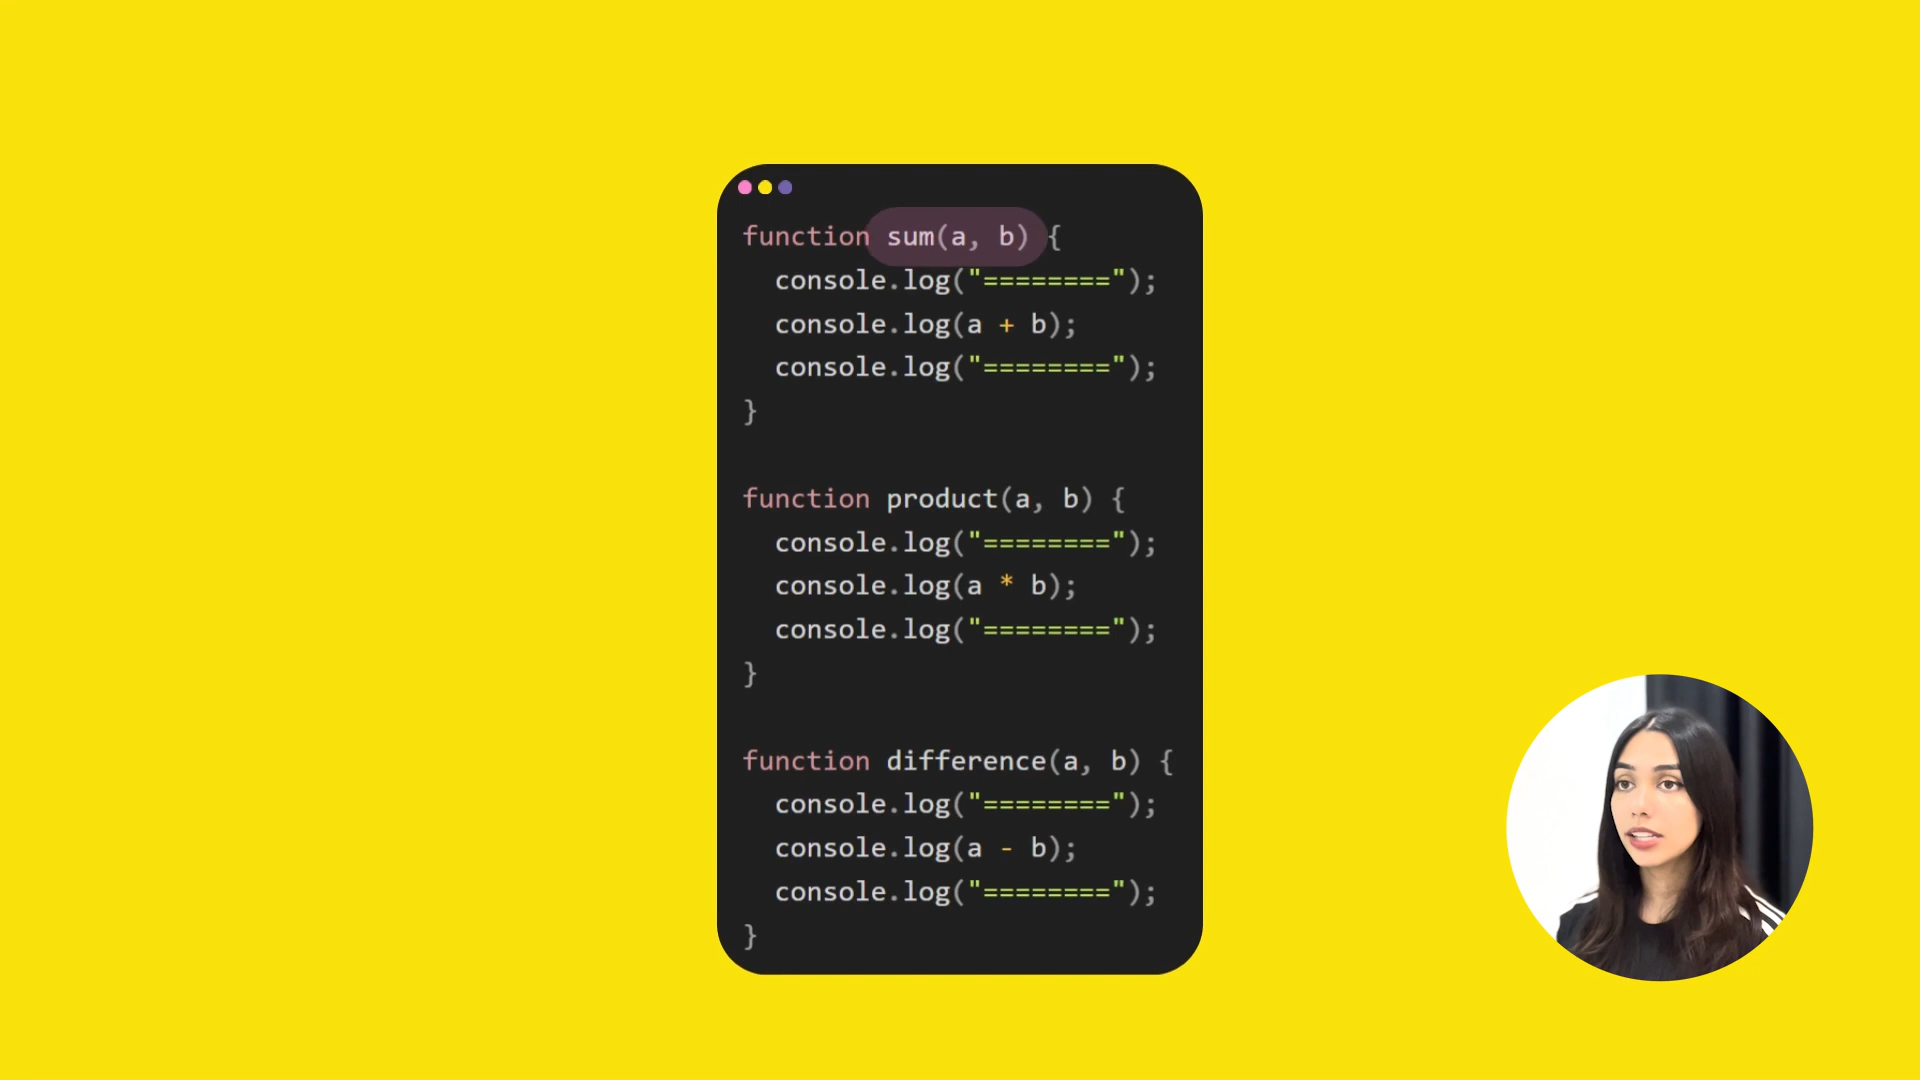 function sum(a, b) {
  console.log("========");
  console.log(a + b);
  console.log("========");
}
function product(a, b) {
  console.log("========");
  console.log(a * b);
  console.log("========");
}
function difference(a, b) {
  console.log("========");
  console.log(a - b);
  console.log("========");
}